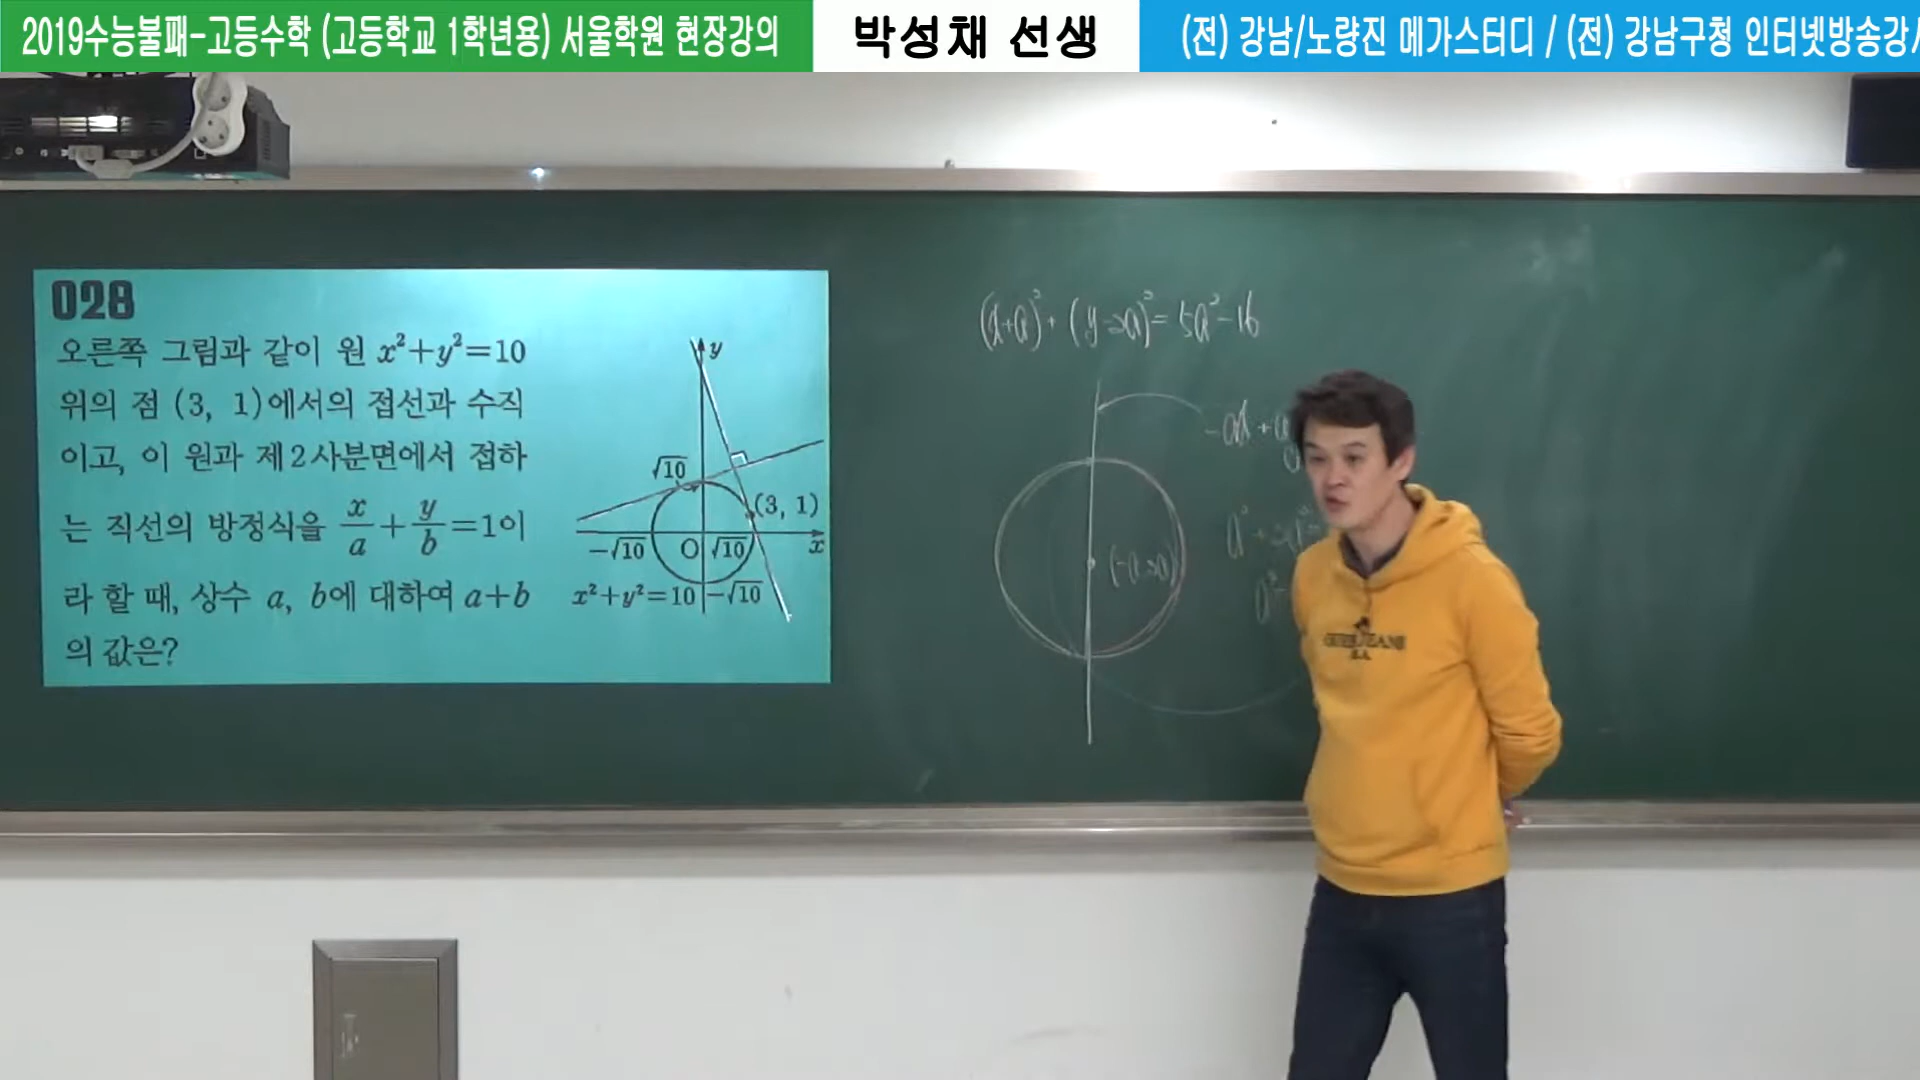 2019수능불패-고등수학 (고등학교 1학년용) 서울학원 현장강의
박성채 선생
(전) 강남/노량진 메가스터디 / (전) 강남구청 인터넷방송강사
028
오른쪽 그림과 같이 원 x²+y²=10
위의 점 (3, 1)에서의 접선과 수직
이고, 이 원과 제2사분면에서 접하
는 직선의 방정식을 x/a + y/b =1이
라 할 때, 상수 a, b에 대하여 a+b
의 값은?
y
√10
(3, 1)
-√10 O √10 x
x²+y²=10 -√10
(x+a)²+(y-2a)²=5a²-16